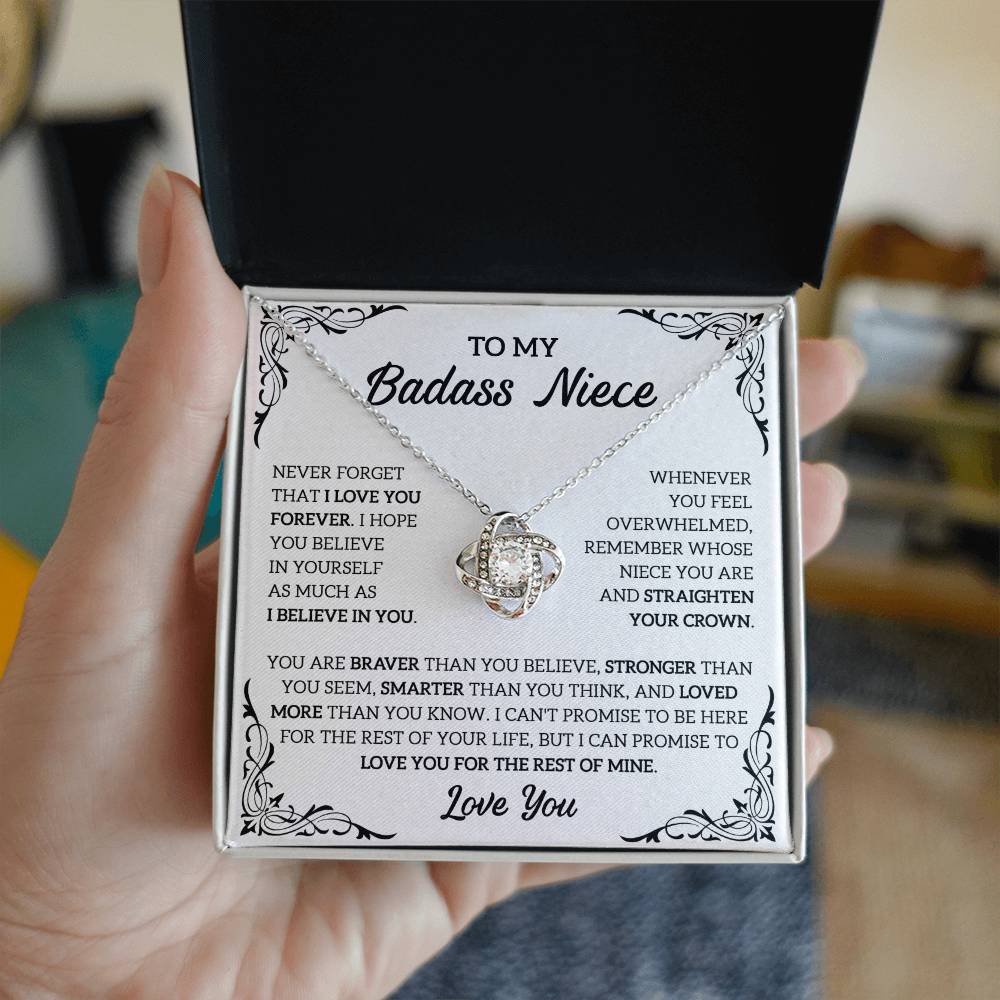 TO MY
Badass Niece
NEVER FORGET
THAT I LOVE YOU
FOREVER. I HOPE
YOU BELIEVE
IN YOURSELF
AS MUCH AS
I BELIEVE IN YOU.
WHENEVER
YOU FEEL
OVERWHELMED,
REMEMBER WHOSE
NIECE YOU ARE
AND STRAIGHTEN
YOUR CROWN.
YOU ARE BRAVER THAN YOU BELIEVE, STRONGER THAN
YOU SEEM, SMARTER THAN YOU THINK, AND LOVED
MORE THAN YOU KNOW. I CAN'T PROMISE TO BE HERE
FOR THE REST OF YOUR LIFE, BUT I CAN PROMISE TO
LOVE YOU FOR THE REST OF MINE.
Love You